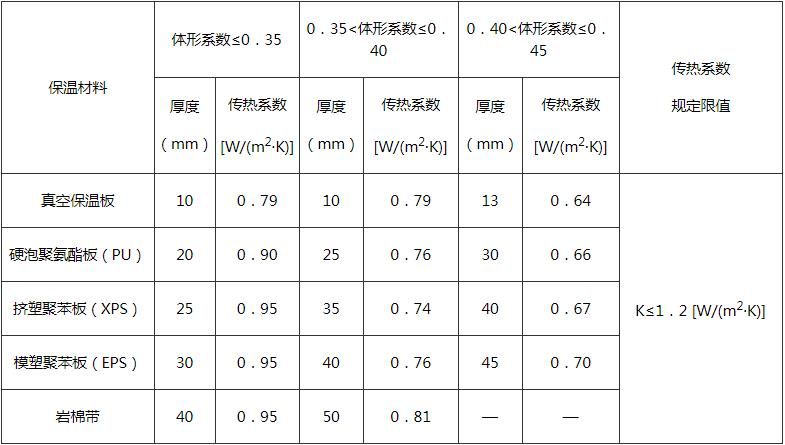 保温材料
体形系数≤0．35
0．35<体形系数≤0．
40
0．40<体形系数≤0．
45
传热系数
规定限值
厚度
（mm）
传热系数
[W/(m²·K)]
厚度
（mm）
传热系数
[W/(m²·K)]
厚度
（mm）
传热系数
[W/(m²·K)]
真空保温板 10 0．79 10 0．79 13 0．64
硬泡聚氨酯板（PU） 20 0．90 25 0．76 30 0．66
挤塑聚苯板（XPS） 25 0．95 35 0．74 40 0．67
K≤1．2 [W/(m²·K)]
模塑聚苯板（EPS） 30 0．95 40 0．76 45 0．70
岩棉带 40 0．95 50 0．81 — —